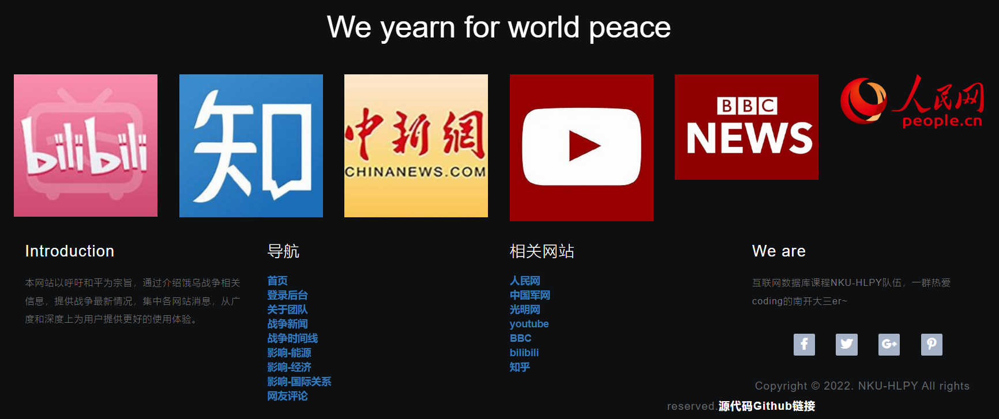 We yearn for world peace
bilibili
知
中新網
CHINANEWS.COM
BBC
NEWS
人民网
people.cn
Introduction
本网站以呼吁和平为宗旨，通过介绍饿乌战争相关
信息，提供战争最新情况，集中各网站消息，从广
度和深度上为用户提供更好的使用体验。
导航
首页
登录后台
关于团队
战争新闻
战争时间线
影响-能源
影响-经济
影响-国际关系
网友评论
相关网站
人民网
中国军网
光明网
youtube
BBC
bilibili
知乎
We are
互联网数据库课程NKU-HLPY队伍，一群热爱
coding的南开大三er~
Copyright © 2022. NKU-HLPY All rights
reserved.源代码Github链接